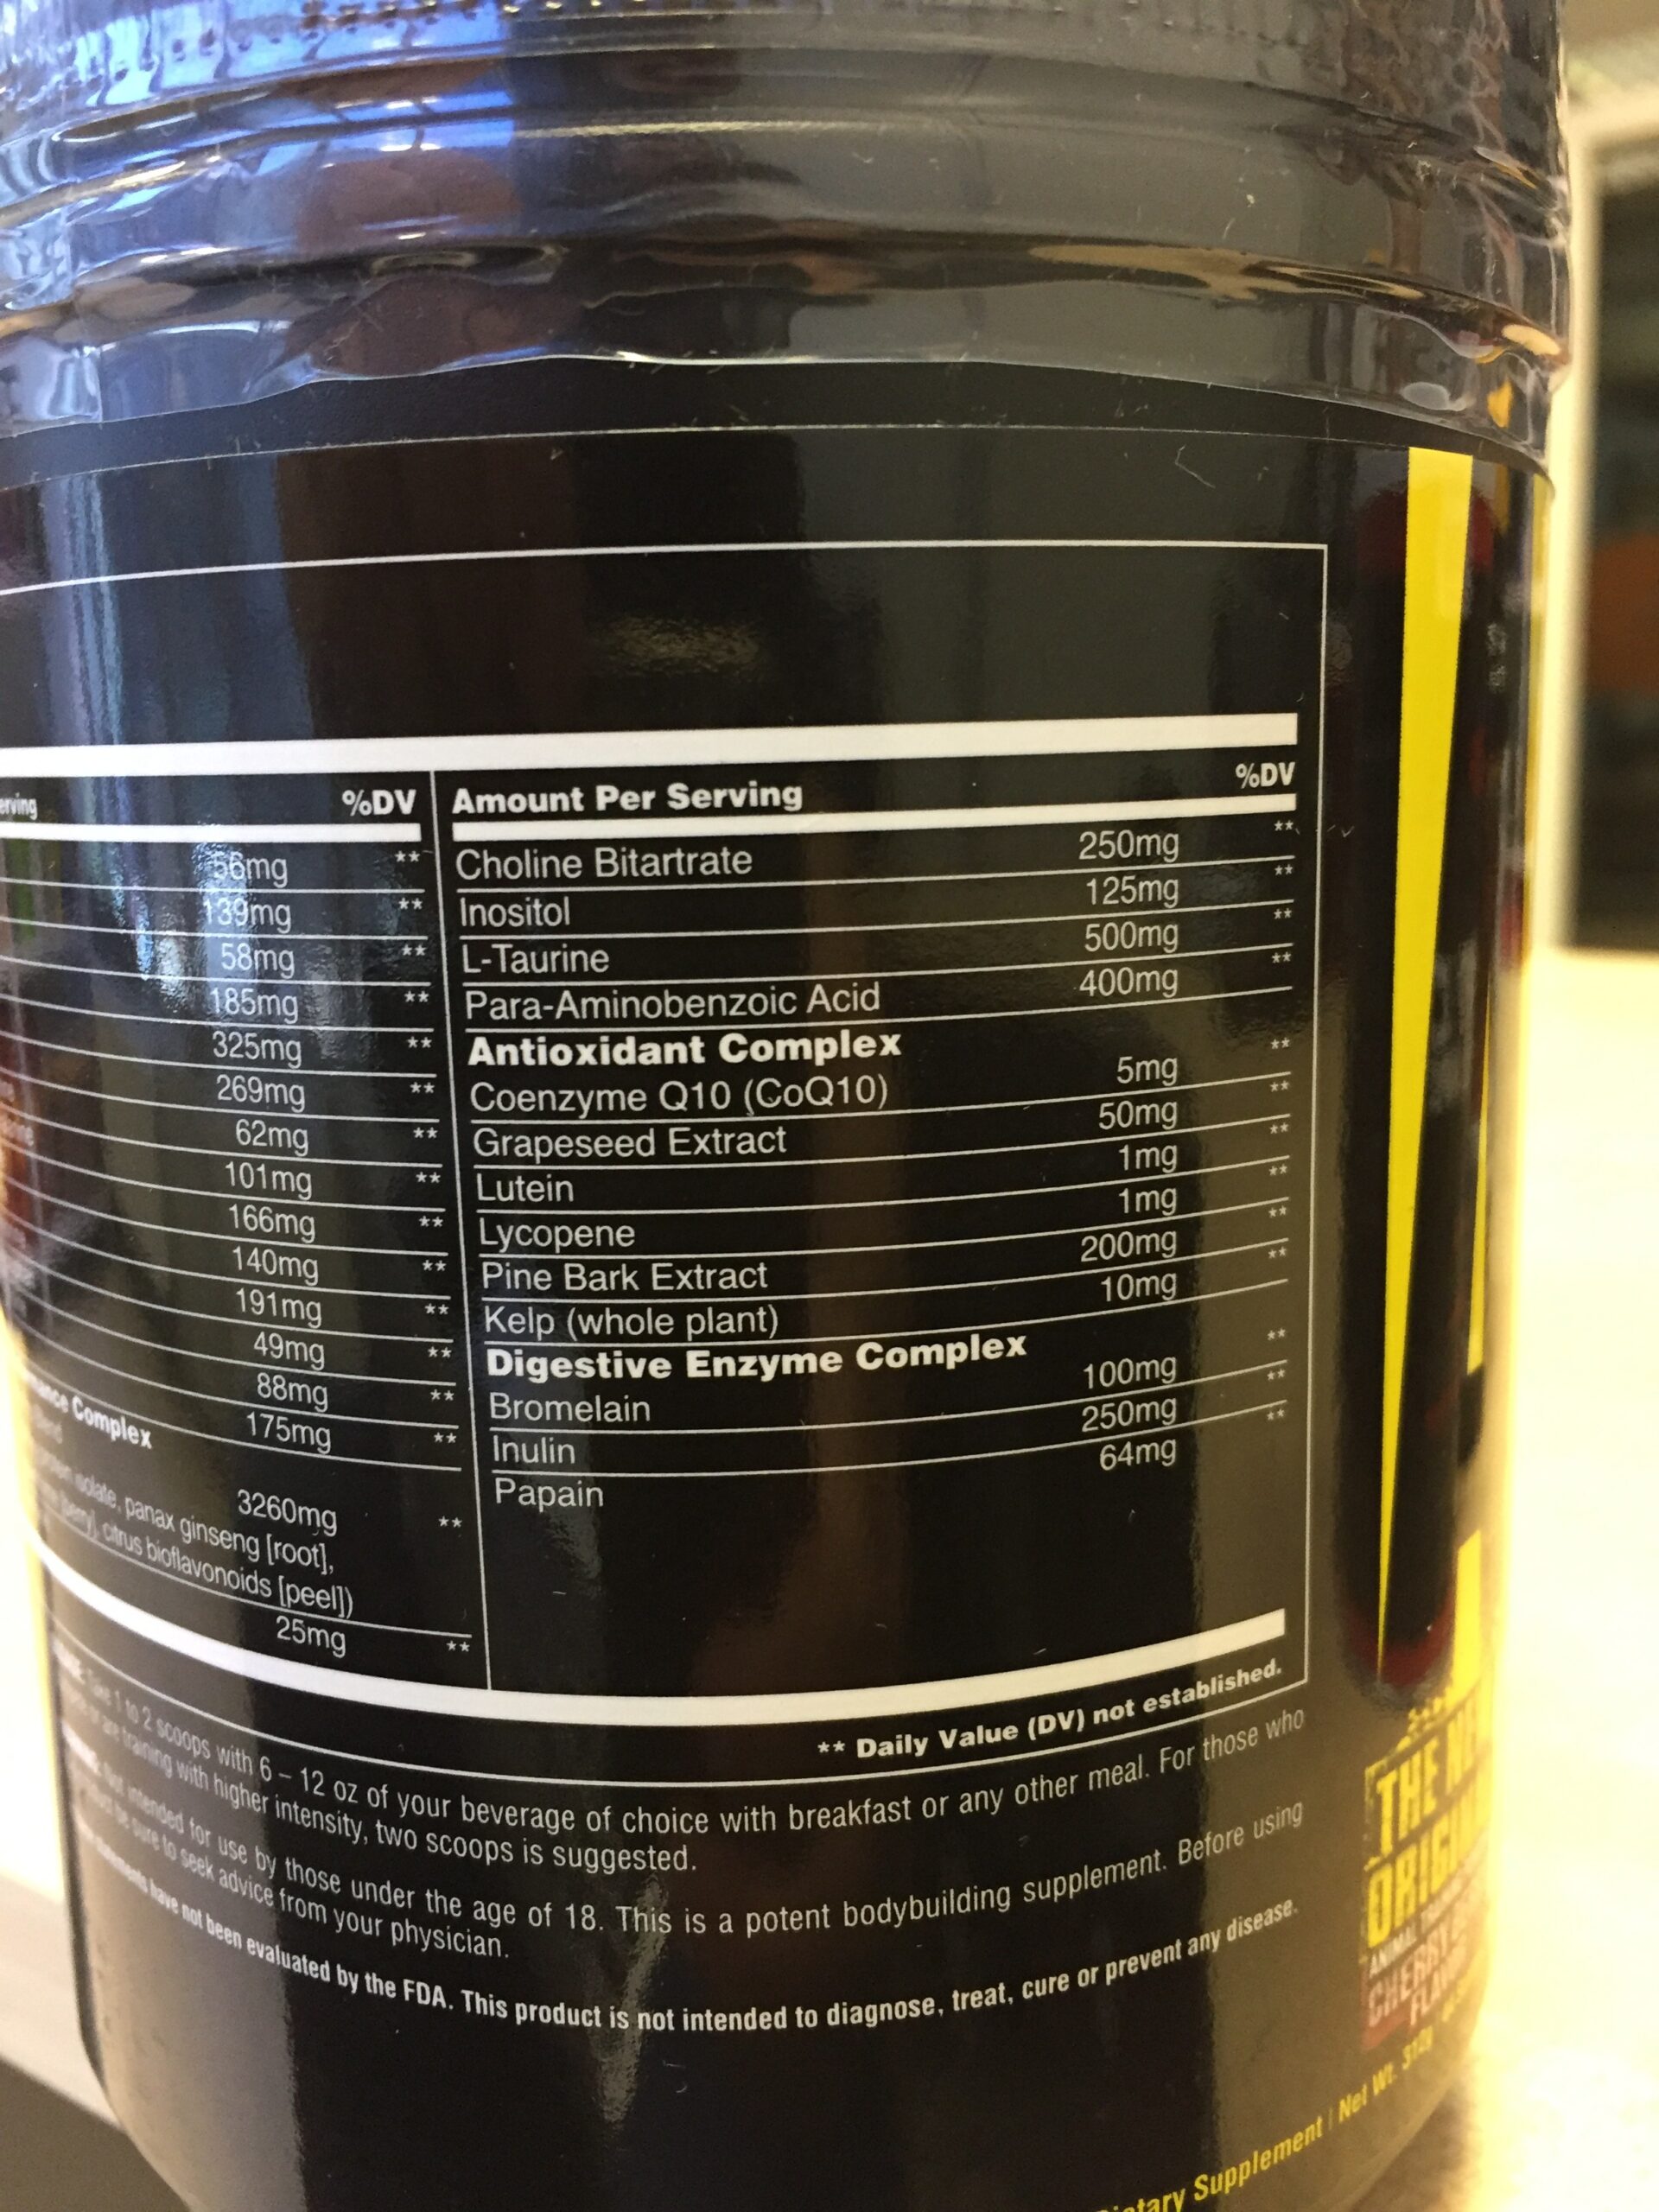 %DV
56mg **
139mg **
58mg **
185mg **
325mg **
269mg **
62mg **
101mg **
166mg **
140mg **
191mg **
49mg **
88mg **
175mg **
Complex
3260mg **
panax ginseng [root],
citrus bioflavonoids [peel])
25mg **
Amount Per Serving %DV
Choline Bitartrate 250mg **
Inositol 125mg **
L-Taurine 500mg **
Para-Aminobenzoic Acid 400mg **
Antioxidant Complex
Coenzyme Q10 (CoQ10) 5mg **
Grapeseed Extract 50mg **
Lutein 1mg **
Lycopene 1mg **
Pine Bark Extract 200mg **
Kelp (whole plant) 10mg **
Digestive Enzyme Complex
Bromelain 100mg **
Inulin 250mg **
Papain 64mg **
** Daily Value (DV) not established.
1 to 2 scoops with 6 – 12 oz of your beverage of choice with breakfast or any other meal. For those who
are training with higher intensity, two scoops is suggested.
intended for use by those under the age of 18. This is a potent bodybuilding supplement. Before using
be sure to seek advice from your physician.
have not been evaluated by the FDA. This product is not intended to diagnose, treat, cure or prevent any disease.
THE
ANIMAL
CHERRY
Supplement | Net Wt.